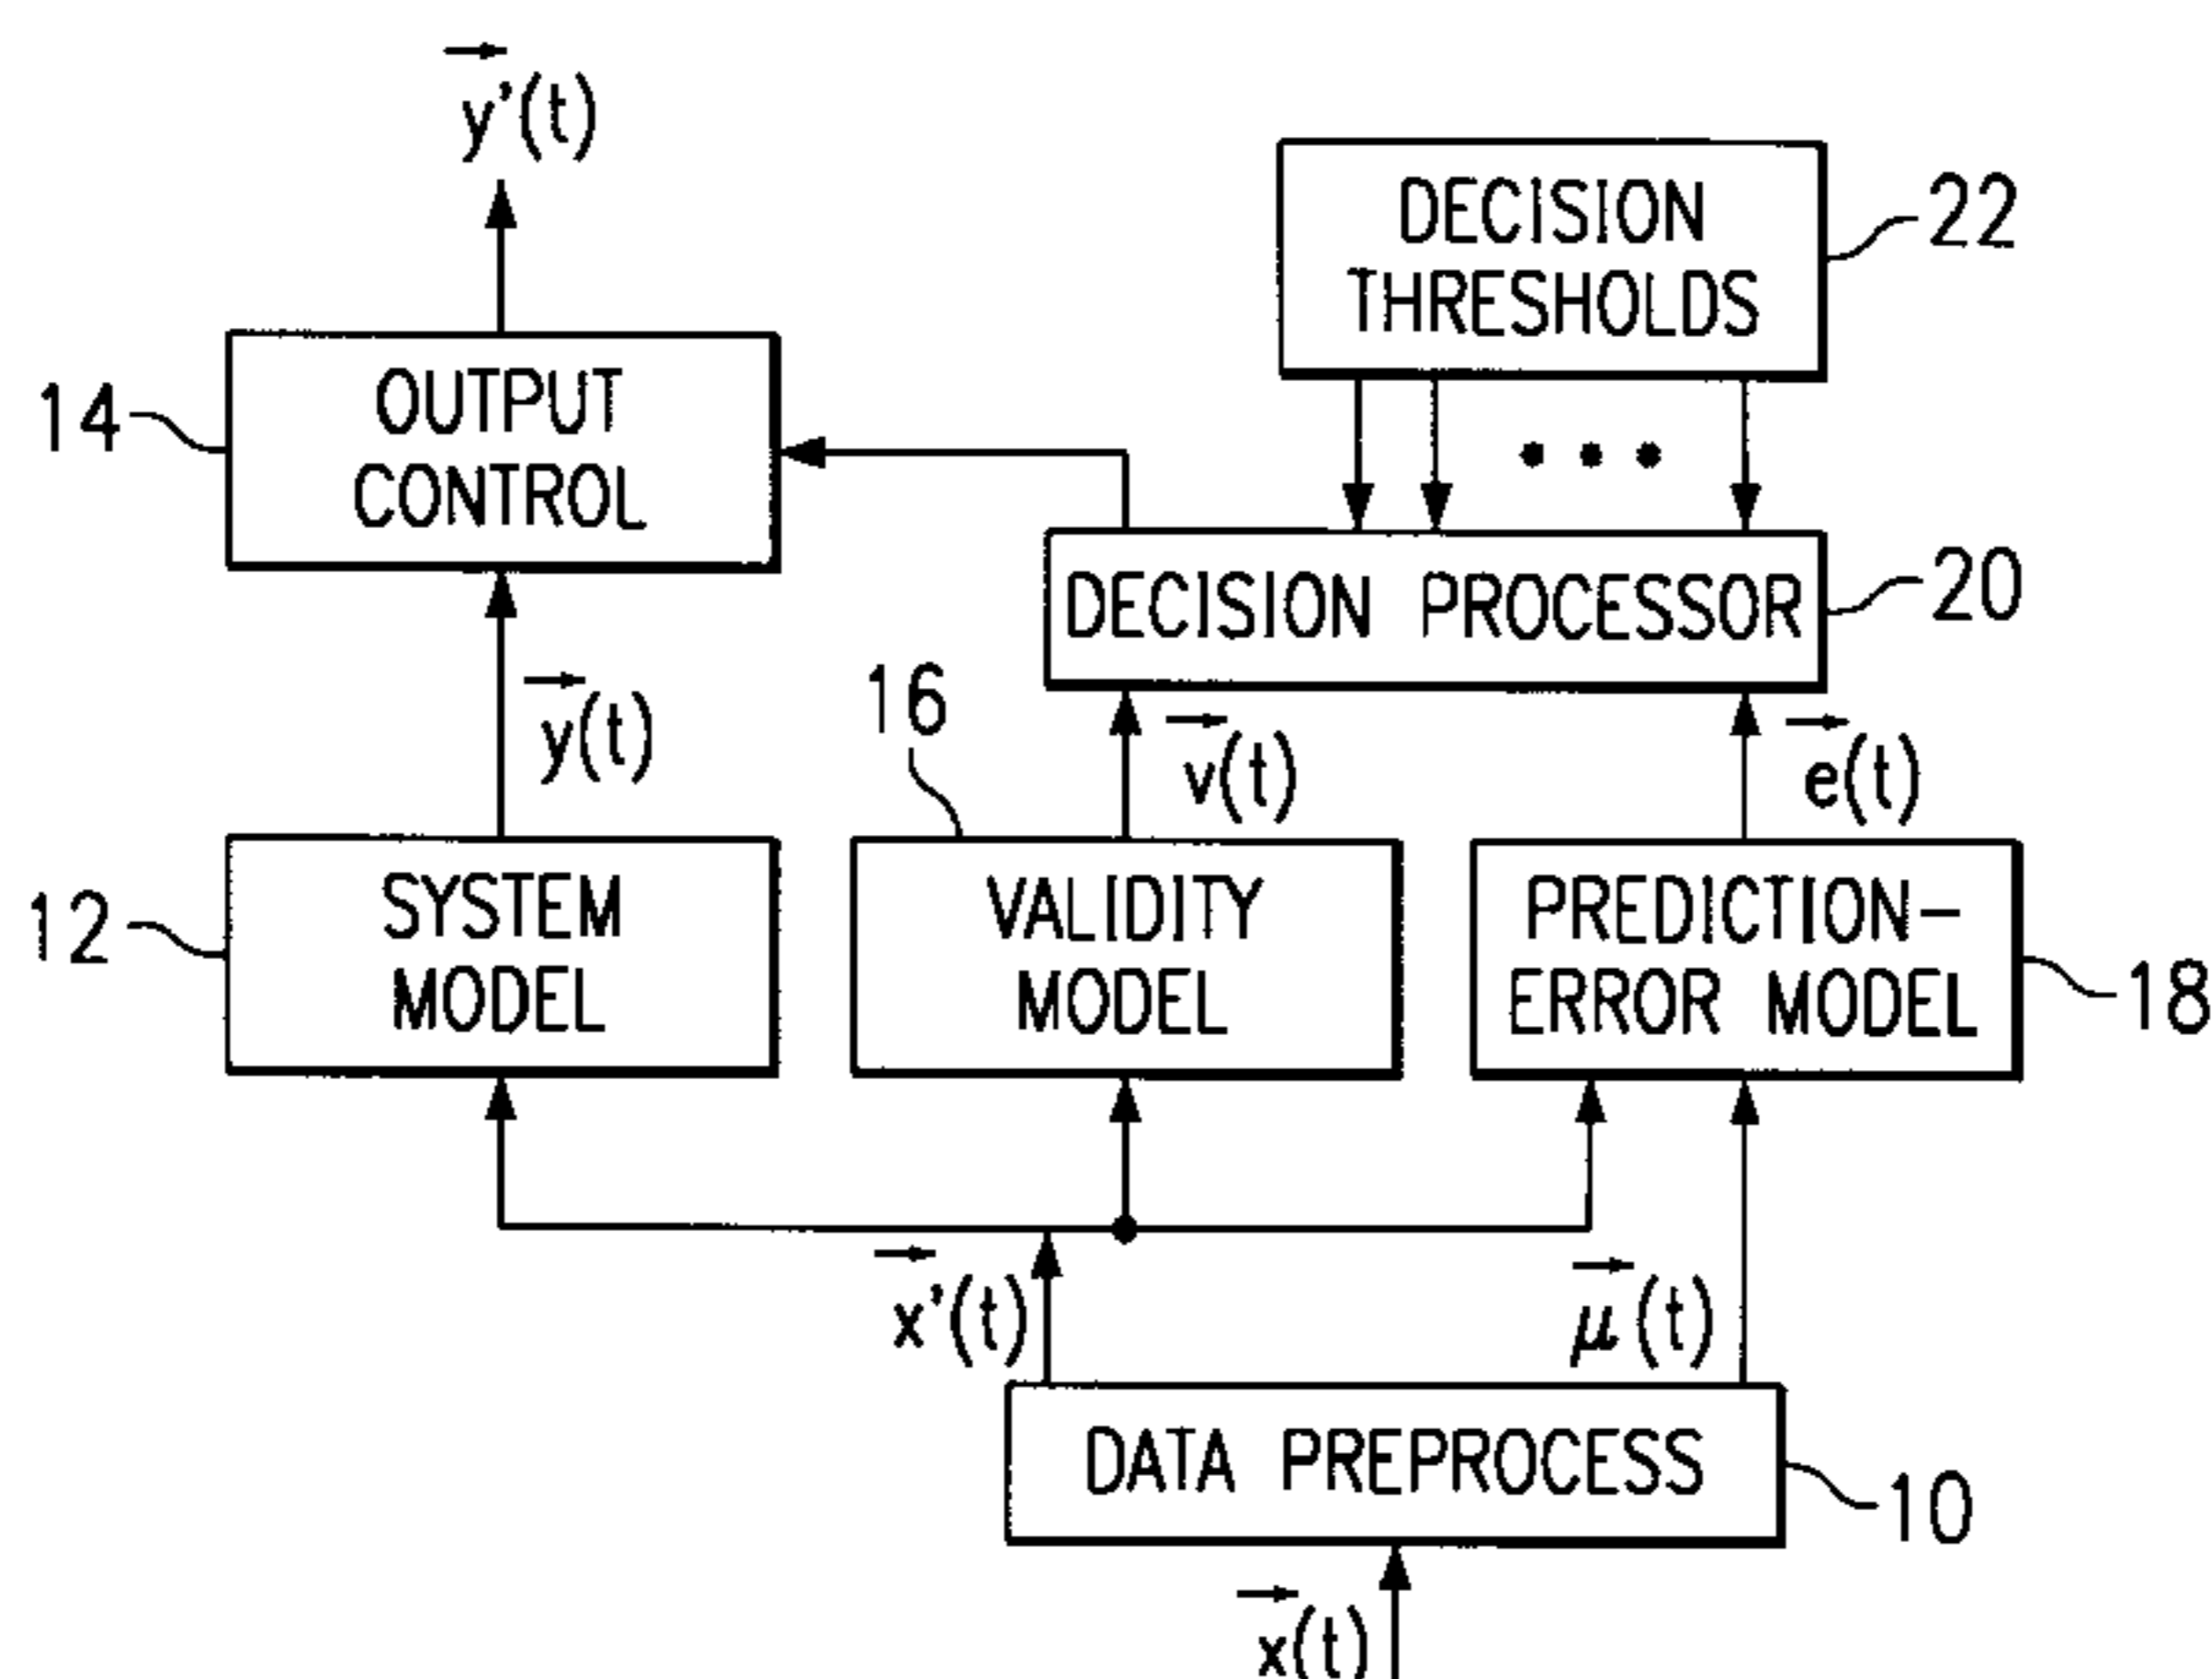 y'(t)
DECISION
THRESHOLDS
22
14
OUTPUT
CONTROL
DECISION PROCESSOR
20
16
y(t)
v(t)
e(t)
12
SYSTEM
MODEL
VALIDITY
MODEL
PREDICTION-
ERROR MODEL
18
x'(t)
μ(t)
DATA PREPROCESS
10
x(t)